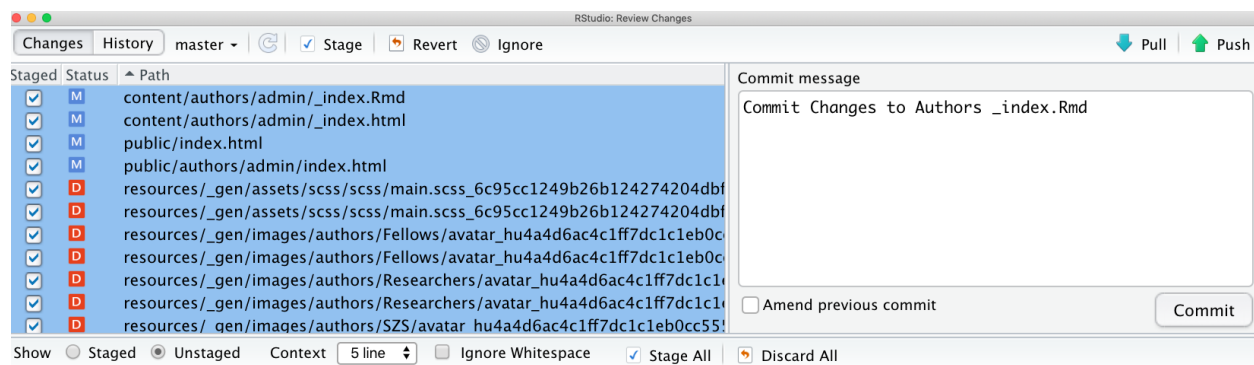 RStudio: Review Changes
Changes History master Stage Revert Ignore Pull Push
Staged Status Path
M content/authors/admin/_index.Rmd
M content/authors/admin/_index.html
M public/index.html
M public/authors/admin/index.html
D resources/_gen/assets/scss/scss/main.scss_6c95cc1249b26b124274204dbf
D resources/_gen/assets/scss/scss/main.scss_6c95cc1249b26b124274204dbf
D resources/_gen/images/authors/Fellows/avatar_hu4a4d6ac4c1ff7dc1c1eb0c
D resources/_gen/images/authors/Fellows/avatar_hu4a4d6ac4c1ff7dc1c1eb0c
D resources/_gen/images/authors/Researchers/avatar_hu4a4d6ac4c1ff7dc1c1
D resources/_gen/images/authors/Researchers/avatar_hu4a4d6ac4c1ff7dc1c1
D resources/_gen/images/authors/SZS/avatar_hu4a4d6ac4c1ff7dc1c1eb0cc555
Commit message
Commit Changes to Authors _index.Rmd
Amend previous commit
Commit
Show Staged Unstaged Context 5 line Ignore Whitespace Stage All Discard All